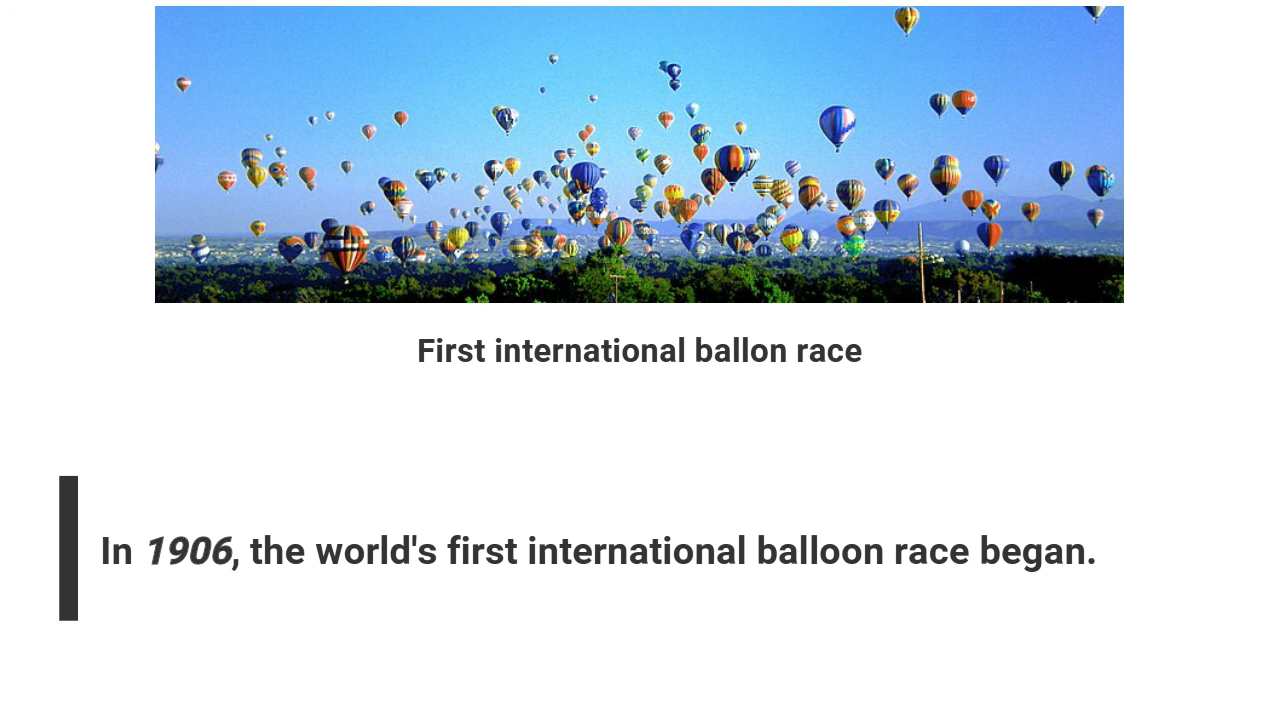 First international ballon race
In 1906, the world's first international balloon race began.